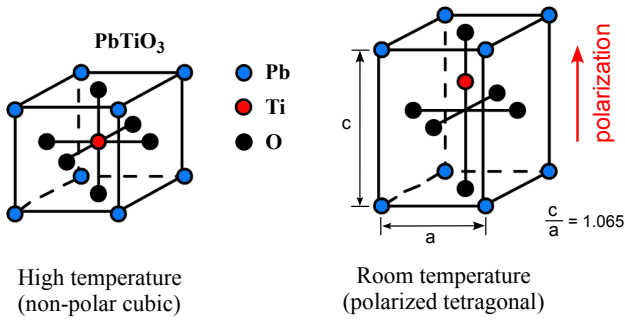 PbTiO₃
Pb
Ti
O
High temperature
(non-polar cubic)
c
a
polarization
c/a = 1.065
Room temperature
(polarized tetragonal)